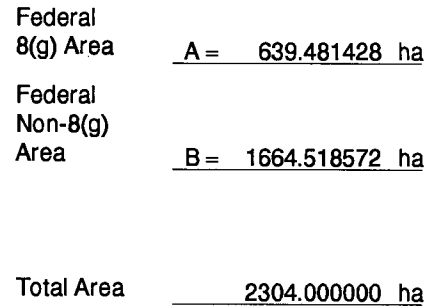 Federal
8(g) Area A = 639.481428 ha
Federal
Non-8(g)
Area B = 1664.518572 ha
Total Area 2304.000000 ha